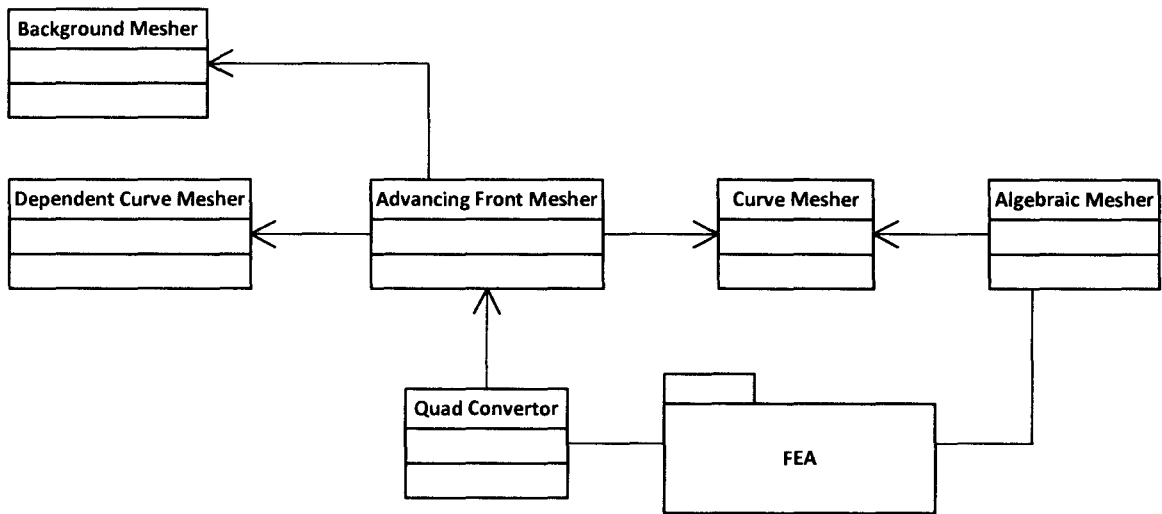 Background Mesher
Dependent Curve Mesher
Advancing Front Mesher
Curve Mesher
Algebraic Mesher
Quad Convertor
FEA